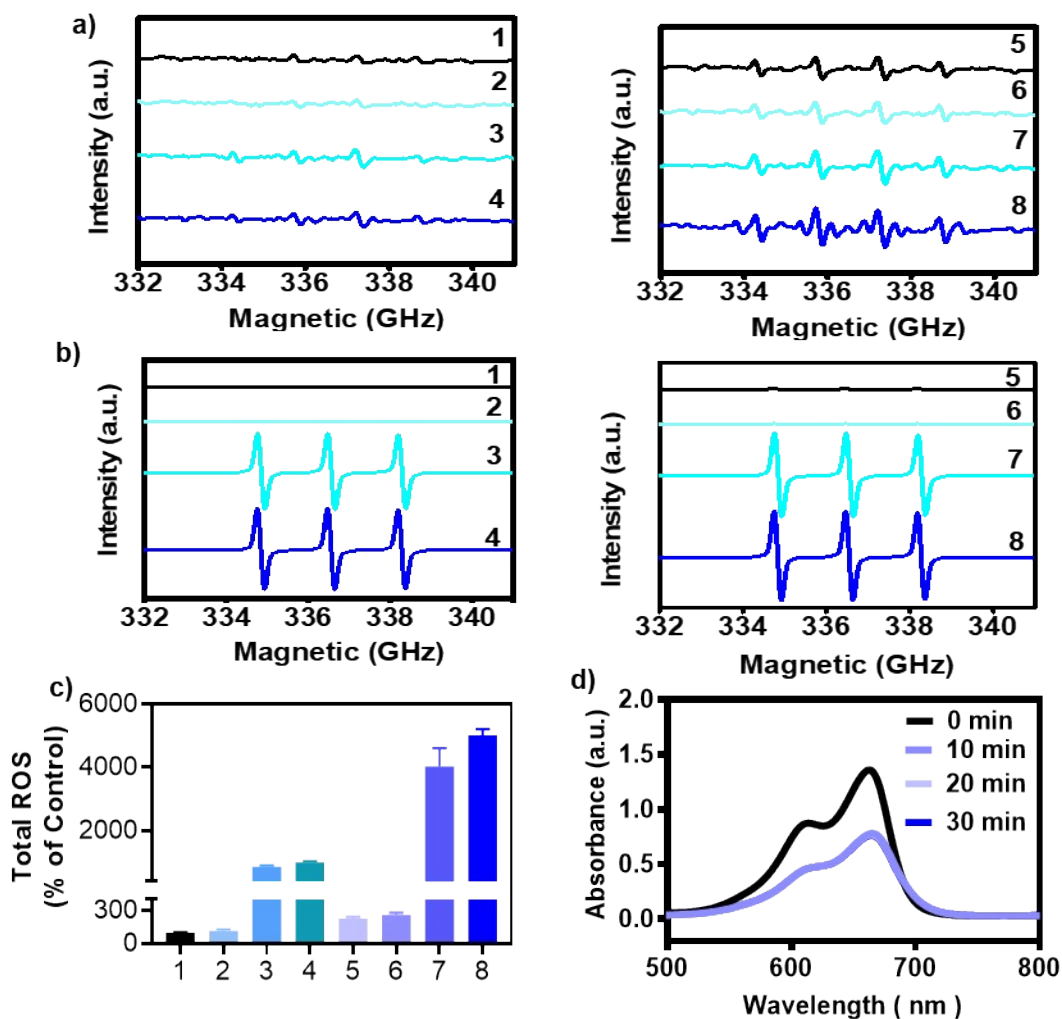 a)
1
2
3
4
Intensity (a.u.)
332 334 336 338 340
Magnetic (GHz)
5
6
7
8
Intensity (a.u.)
332 334 336 338 340
Magnetic (GHz)
b)
1
2
3
4
Intensity (a.u.)
332 334 336 338 340
Magnetic (GHz)
5
6
7
8
Intensity (a.u.)
332 334 336 338 340
Magnetic (GHz)
c)
Total ROS
(% of Control)
6000
4000
2000
300
0
1 2 3 4 5 6 7 8
d)
Absorbance (a.u.)
2.0
1.5
1.0
0.5
0.0
0 min
10 min
20 min
30 min
500 600 700 800
Wavelength ( nm )